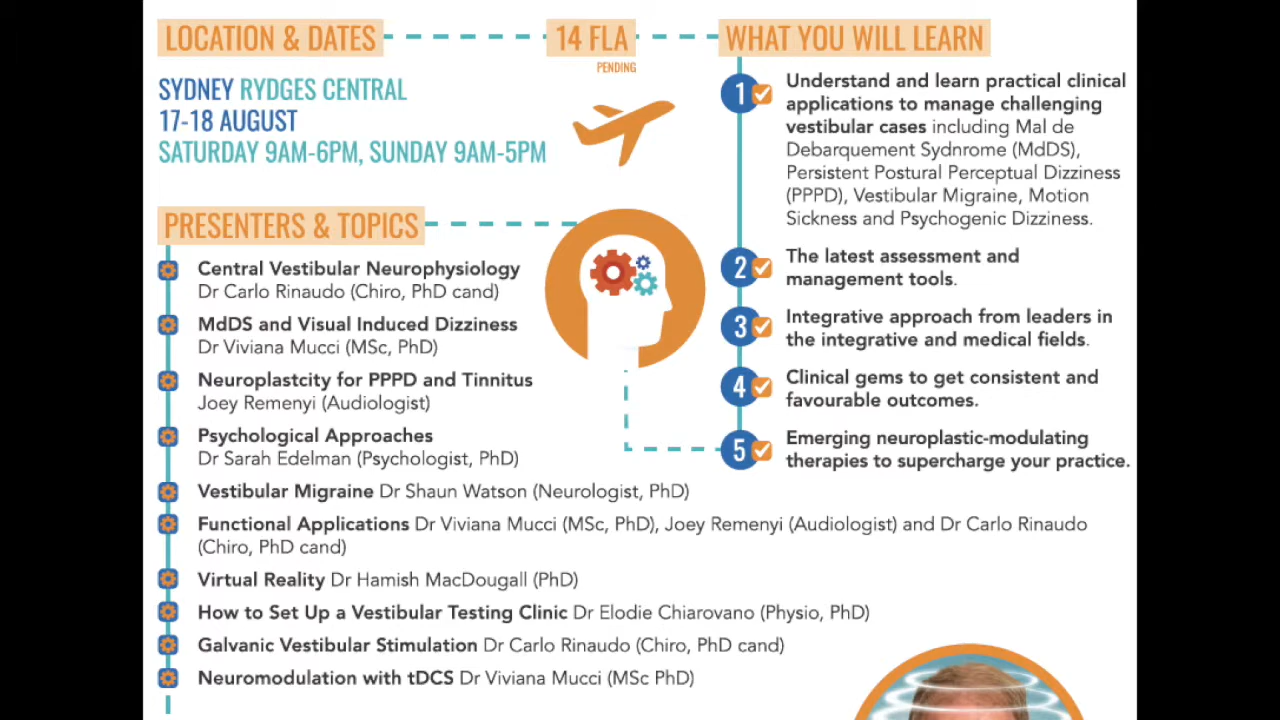 LOCATION & DATES
14 FLA
PENDING
SYDNEY RYDGES CENTRAL
17-18 AUGUST
SATURDAY 9AM-6PM, SUNDAY 9AM-5PM
PRESENTERS & TOPICS
Central Vestibular Neurophysiology
Dr Carlo Rinaudo (Chiro, PhD cand)
MdDS and Visual Induced Dizziness
Dr Viviana Mucci (MSc, PhD)
Neuroplastcity for PPPD and Tinnitus
Joey Remenyi (Audiologist)
Psychological Approaches
Dr Sarah Edelman (Psychologist, PhD)
Vestibular Migraine Dr Shaun Watson (Neurologist, PhD)
Functional Applications Dr Viviana Mucci (MSc, PhD), Joey Remenyi (Audiologist) and Dr Carlo Rinaudo
(Chiro, PhD cand)
Virtual Reality Dr Hamish MacDougall (PhD)
How to Set Up a Vestibular Testing Clinic Dr Elodie Chiarovano (Physio, PhD)
Galvanic Vestibular Stimulation Dr Carlo Rinaudo (Chiro, PhD cand)
Neuromodulation with tDCS Dr Viviana Mucci (MSc PhD)
WHAT YOU WILL LEARN
1 Understand and learn practical clinical
applications to manage challenging
vestibular cases including Mal de
Debarquement Sydnrome (MdDS),
Persistent Postural Perceptual Dizziness
(PPPD), Vestibular Migraine, Motion
Sickness and Psychogenic Dizziness.
2 The latest assessment and
management tools.
3 Integrative approach from leaders in
the integrative and medical fields.
4 Clinical gems to get consistent and
favourable outcomes.
5 Emerging neuroplastic-modulating
therapies to supercharge your practice.